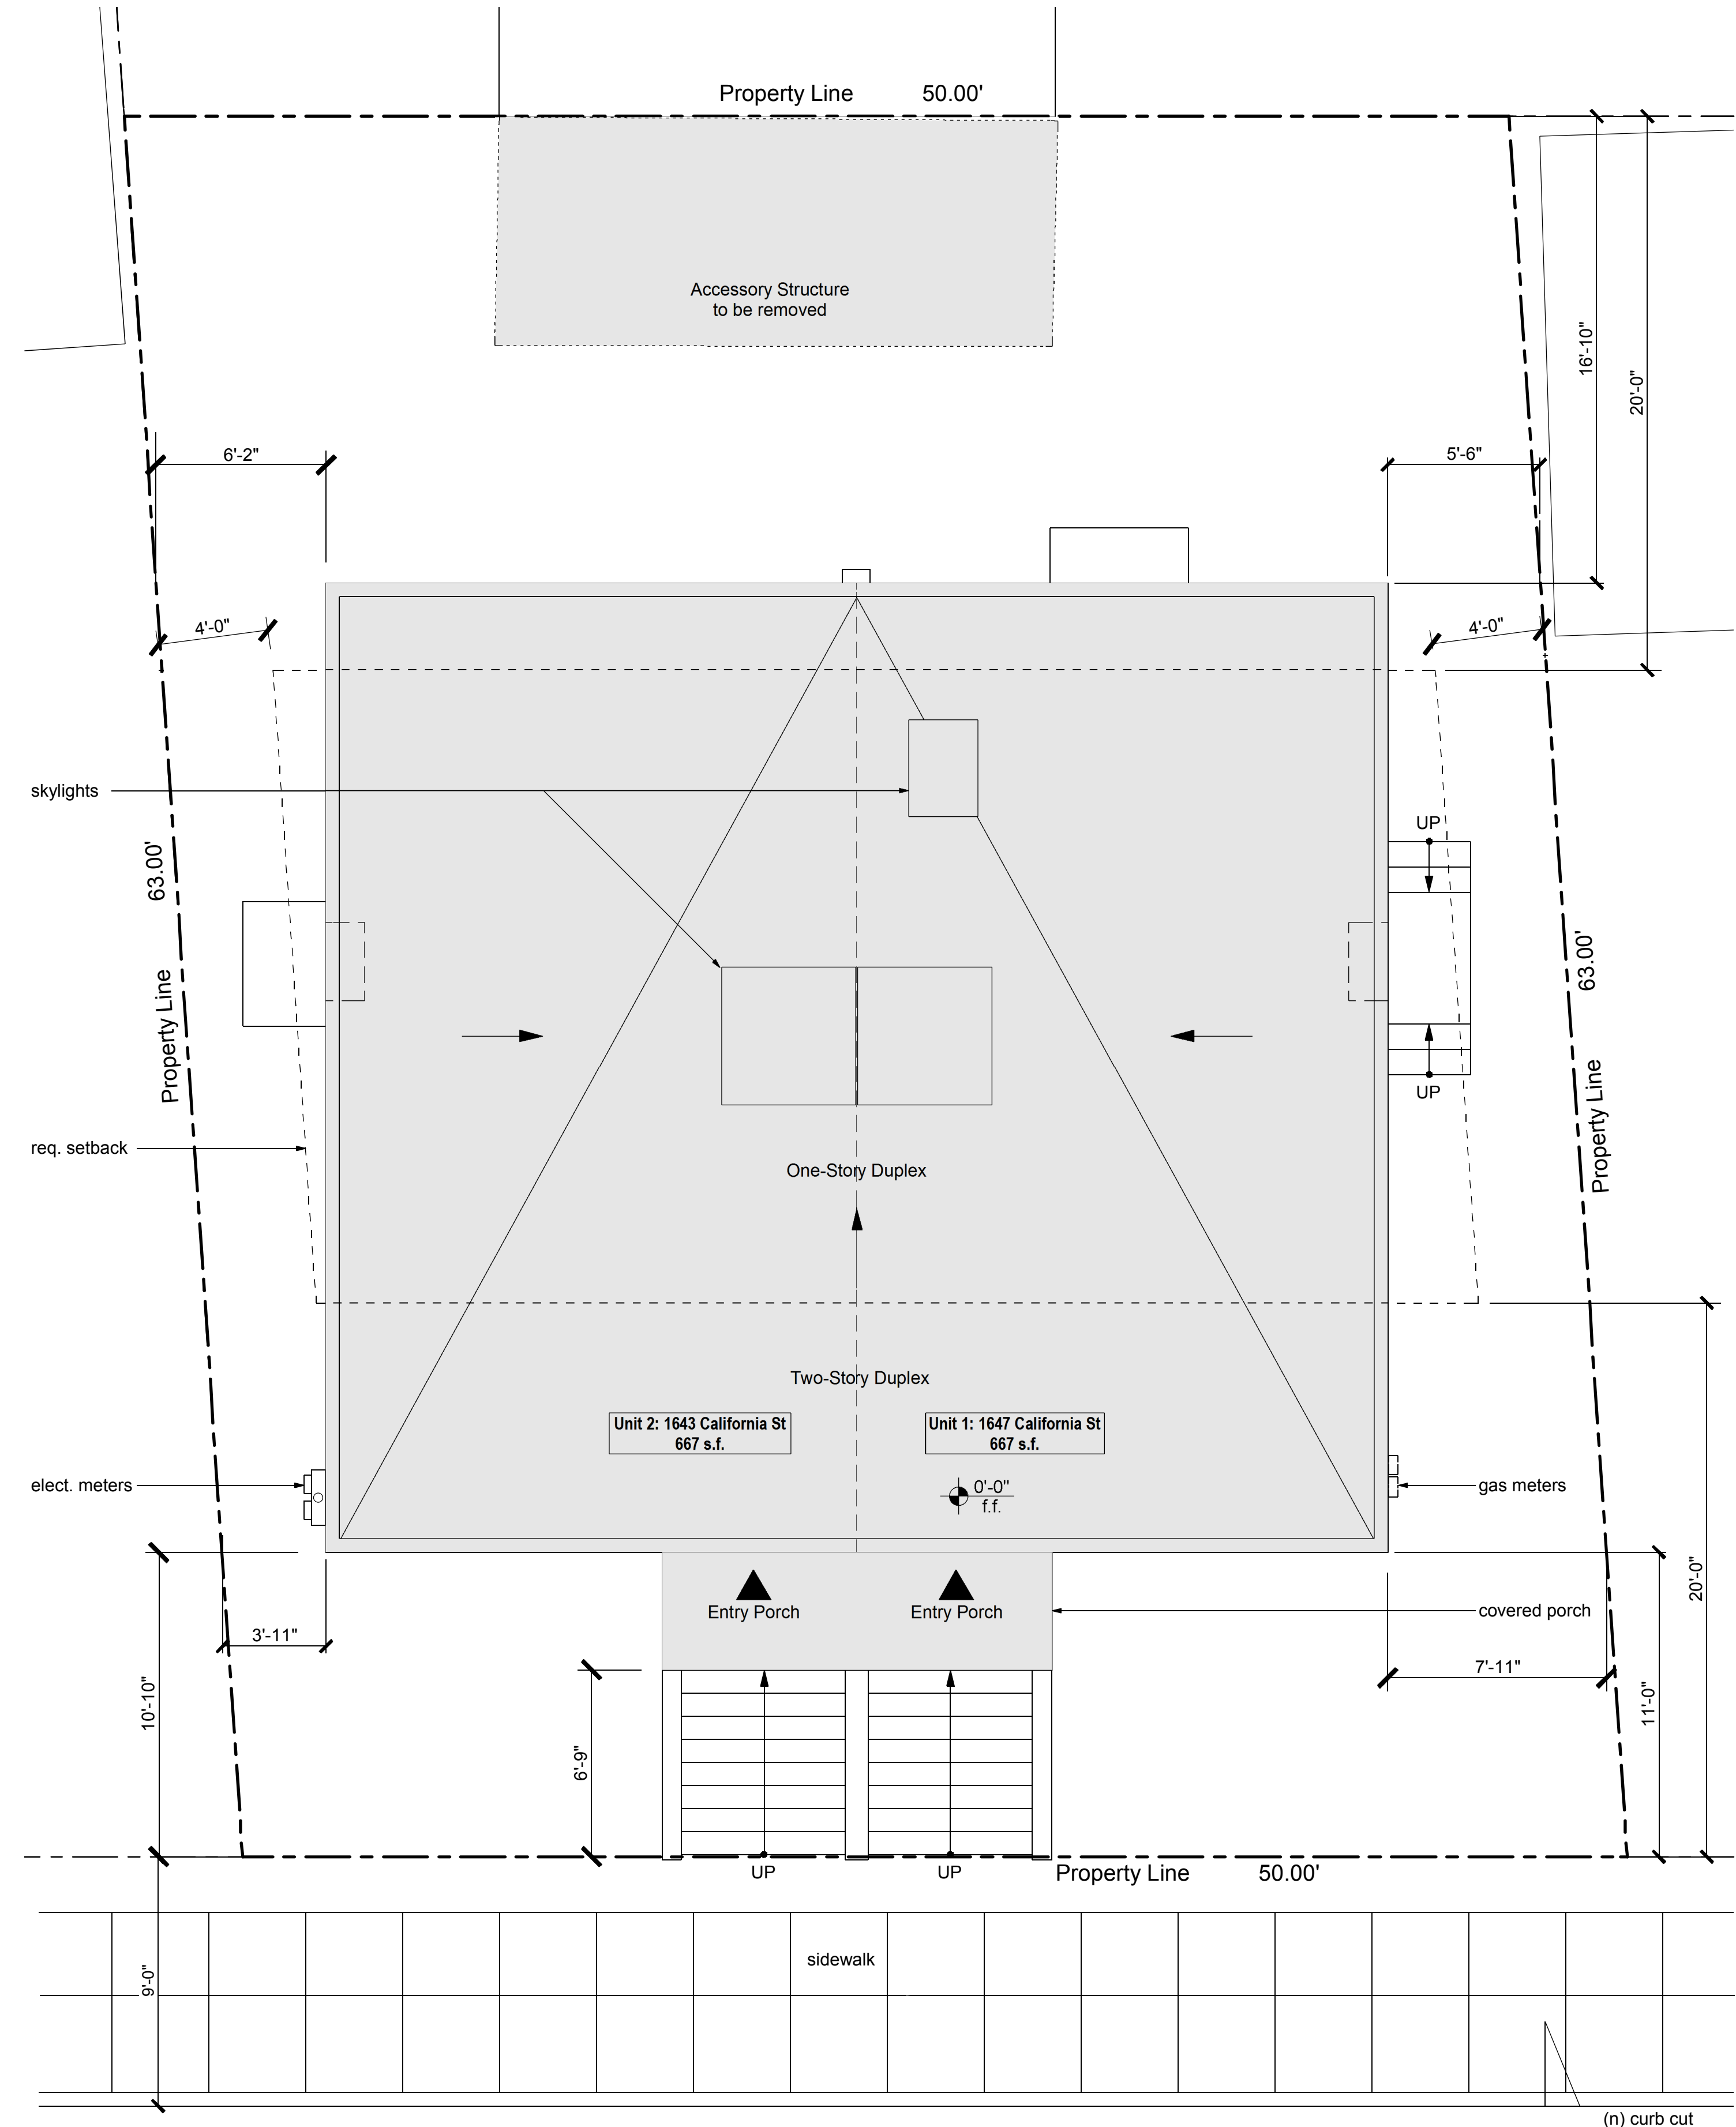 Property Line 50.00'
Accessory Structure
to be removed
16'-10"
20'-0"
6'-2"
5'-6"
4'-0"
4'-0"
skylights
UP
63.00'
Property Line
63.00'
Property Line
UP
req. setback
One-Story Duplex
Two-Story Duplex
Unit 2: 1643 California St
667 s.f.
Unit 1: 1647 California St
667 s.f.
elect. meters
0'-0"
f.f.
gas meters
20'-0"
Entry Porch
Entry Porch
covered porch
3'-11"
7'-11"
10'-10"
11'-0"
6'-9"
UP
UP
Property Line 50.00'
sidewalk
9'-0"
(n) curb cut